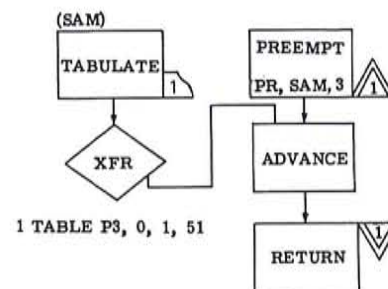 (SAM)
TABULATE
1
XFR
1 TABLE P3, 0, 1, 51
PREEMPT
PR, SAM, 3
1
ADVANCE
RETURN
1